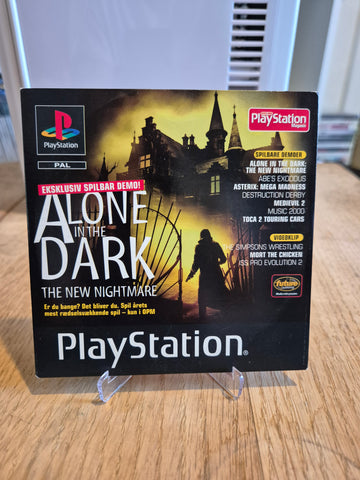 PlayStation
PAL
EKSKLUSIV SPILBAR DEMO!
ALONE
IN THE
DARK
THE NEW NIGHTMARE
Er du bange? Det bliver du. Spil årets
mest rædselsvækkende spil – kun i OPM
PlayStation
PlayStation
Magasin
SPILBARE DEMOER
ALONE IN THE DARK:
THE NEW NIGHTMARE
ABE'S EXODUS
ASTERIX: MEGA MADNESS
DESTRUCTION DERBY
MEDIEVIL 2
MUSIC 2000
TOCA 2 TOURING CARS
VIDEOKLIP
THE SIMPSONS WRESTLING
MORT THE CHICKEN
ISS PRO EVOLUTION 2
future